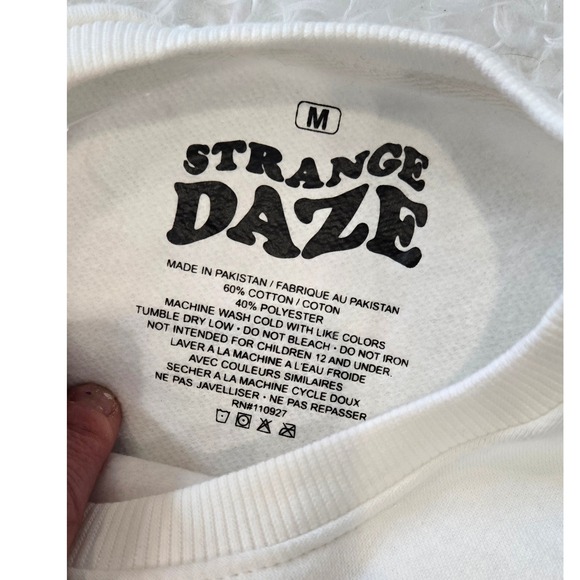 M
STRANGE
DAZE
MADE IN PAKISTAN / FABRIQUE AU PAKISTAN
60% COTTON / COTON
40% POLYESTER
MACHINE WASH COLD WITH LIKE COLORS
TUMBLE DRY LOW • DO NOT BLEACH • DO NOT IRON
NOT INTENDED FOR CHILDREN 12 AND UNDER.
LAVER A LA MACHINE A L'EAU FROIDE
AVEC COULEURS SIMILAIRES
SECHER A LA MACHINE CYCLE DOUX
NE PAS JAVELLISER • NE PAS REPASSER
RN#110927